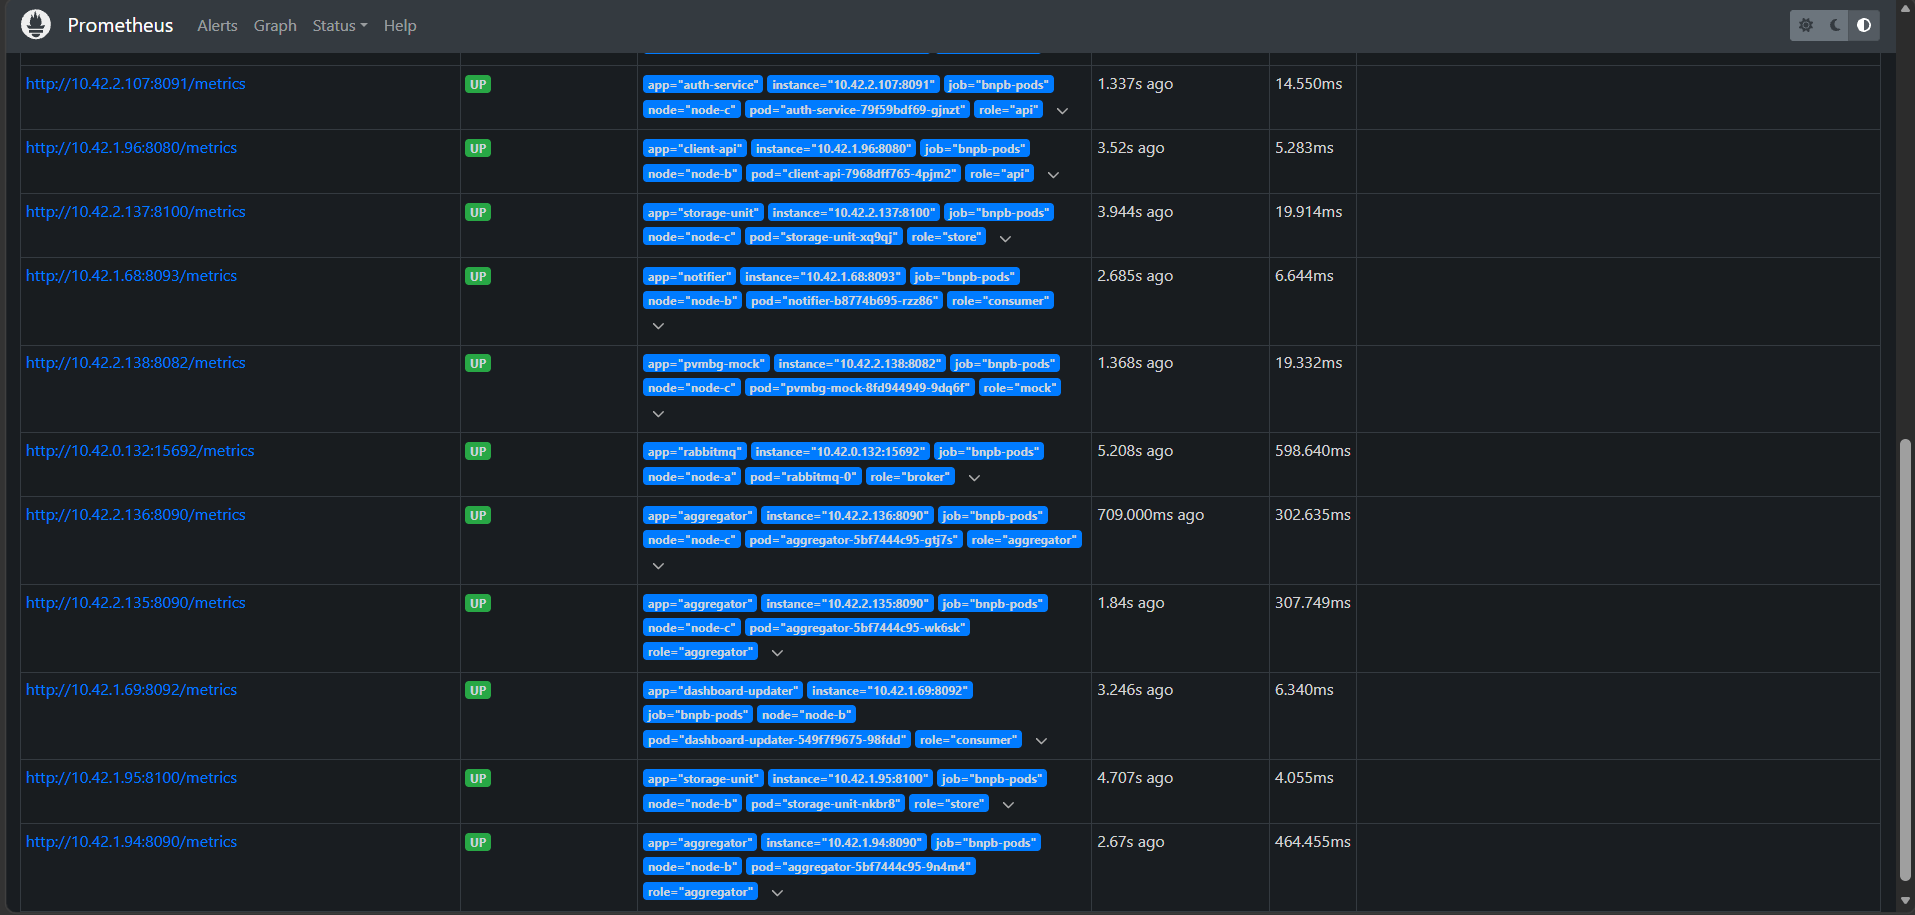 Prometheus Alerts Graph Status Help
http://10.42.2.107:8091/metrics UP app="auth-service" instance="10.42.2.107:8091" job="bnpb-pods" 1.337s ago 14.550ms
node="node-c" pod="auth-service-79f59bdf69-gjnzt" role="api"
http://10.42.1.96:8080/metrics UP app="client-api" instance="10.42.1.96:8080" job="bnpb-pods" 3.52s ago 5.283ms
node="node-b" pod="client-api-7968dff765-4pjm2" role="api"
http://10.42.2.137:8100/metrics UP app="storage-unit" instance="10.42.2.137:8100" job="bnpb-pods" 3.944s ago 19.914ms
node="node-c" pod="storage-unit-xq9qj" role="store"
http://10.42.1.68:8093/metrics UP app="notifier" instance="10.42.1.68:8093" job="bnpb-pods" 2.685s ago 6.644ms
node="node-b" pod="notifier-b8774b695-rzz86" role="consumer"
http://10.42.2.138:8082/metrics UP app="pvmbg-mock" instance="10.42.2.138:8082" job="bnpb-pods" 1.368s ago 19.332ms
node="node-c" pod="pvmbg-mock-8fd944949-9dq6f" role="mock"
http://10.42.0.132:15692/metrics UP app="rabbitmq" instance="10.42.0.132:15692" job="bnpb-pods" 5.208s ago 598.640ms
node="node-a" pod="rabbitmq-0" role="broker"
http://10.42.2.136:8090/metrics UP app="aggregator" instance="10.42.2.136:8090" job="bnpb-pods" 709.000ms ago 302.635ms
node="node-c" pod="aggregator-5bf7444c95-gtj7s" role="aggregator"
http://10.42.2.135:8090/metrics UP app="aggregator" instance="10.42.2.135:8090" job="bnpb-pods" 1.84s ago 307.749ms
node="node-c" pod="aggregator-5bf7444c95-wk6sk"
role="aggregator"
http://10.42.1.69:8092/metrics UP app="dashboard-updater" instance="10.42.1.69:8092" 3.246s ago 6.340ms
job="bnpb-pods" node="node-b"
pod="dashboard-updater-549f7f9675-98fdd" role="consumer"
http://10.42.1.95:8100/metrics UP app="storage-unit" instance="10.42.1.95:8100" job="bnpb-pods" 4.707s ago 4.055ms
node="node-b" pod="storage-unit-nkbr8" role="store"
http://10.42.1.94:8090/metrics UP app="aggregator" instance="10.42.1.94:8090" job="bnpb-pods" 2.67s ago 464.455ms
node="node-b" pod="aggregator-5bf7444c95-9n4m4"
role="aggregator"